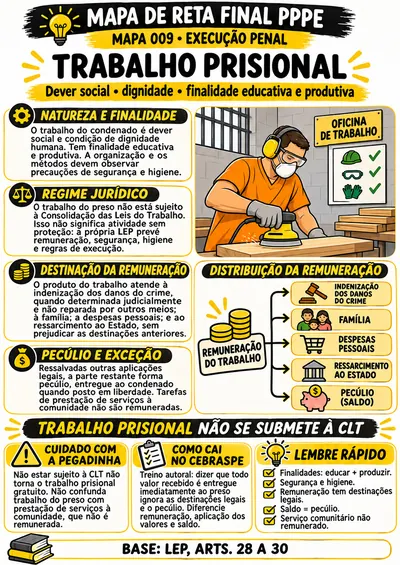 MAPA DE RETA FINAL PPPE
MAPA 009 • EXECUÇÃO PENAL
TRABALHO PRISIONAL
Dever social • dignidade • finalidade educativa e produtiva
NATUREZA E FINALIDADE
O trabalho do condenado é dever
social e condição de dignidade
humana. Tem finalidade educativa
e produtiva. A organização e os
métodos devem observar
precauções de segurança e higiene.
OFICINA
DE TRABALHO
REGIME JURÍDICO
O trabalho do preso não está sujeito
à Consolidação das Leis do Trabalho.
Isso não significa atividade sem
proteção: a própria LEP prevê
remuneração, segurança, higiene
e regras de execução.
DESTINAÇÃO DA REMUNERAÇÃO
O produto do trabalho atende à
indenização dos danos do crime,
quando determinada judicialmente
e não reparada por outros meios;
à família; a despesas pessoais; e ao
ressarcimento ao Estado, sem
prejudicar as destinações anteriores.
DISTRIBUIÇÃO DA REMUNERAÇÃO
REMUNERAÇÃO
DO TRABALHO
INDENIZAÇÃO
DOS DANOS
DO CRIME
FAMÍLIA
DESPESAS
PESSOAIS
RESSARCIMENTO
AO ESTADO
PECÚLIO
(SALDO)
PECÚLIO E EXCEÇÃO
Ressalvadas outras aplicações
legais, a parte restante forma
pecúlio, entregue ao condenado
quando posto em liberdade. Tarefas
de prestação de serviços à
comunidade não são remuneradas.
TRABALHO PRISIONAL NÃO SE SUBMETE À CLT
CUIDADO COM
A PEGADINHA
Não estar sujeito à CLT não
torna o trabalho prisional
gratuito. Não confunda
trabalho do preso com
prestação de serviços à
comunidade, que não é
remunerada.
COMO CAI
NO CEBRASPE
Treino autoral: dizer que todo
valor recebido é entregue
imediatamente ao preso
ignora as destinações legais
e o pecúlio. Diferencie
remuneração, aplicação dos
valores e saldo.
LEMBRE RÁPIDO
Finalidades: educar + produzir.
Segurança e higiene.
Remuneração tem destinações
legais.
Saldo = pecúlio.
Serviço comunitário não
remunerado.
BASE: LEP, ARTS. 28 A 30